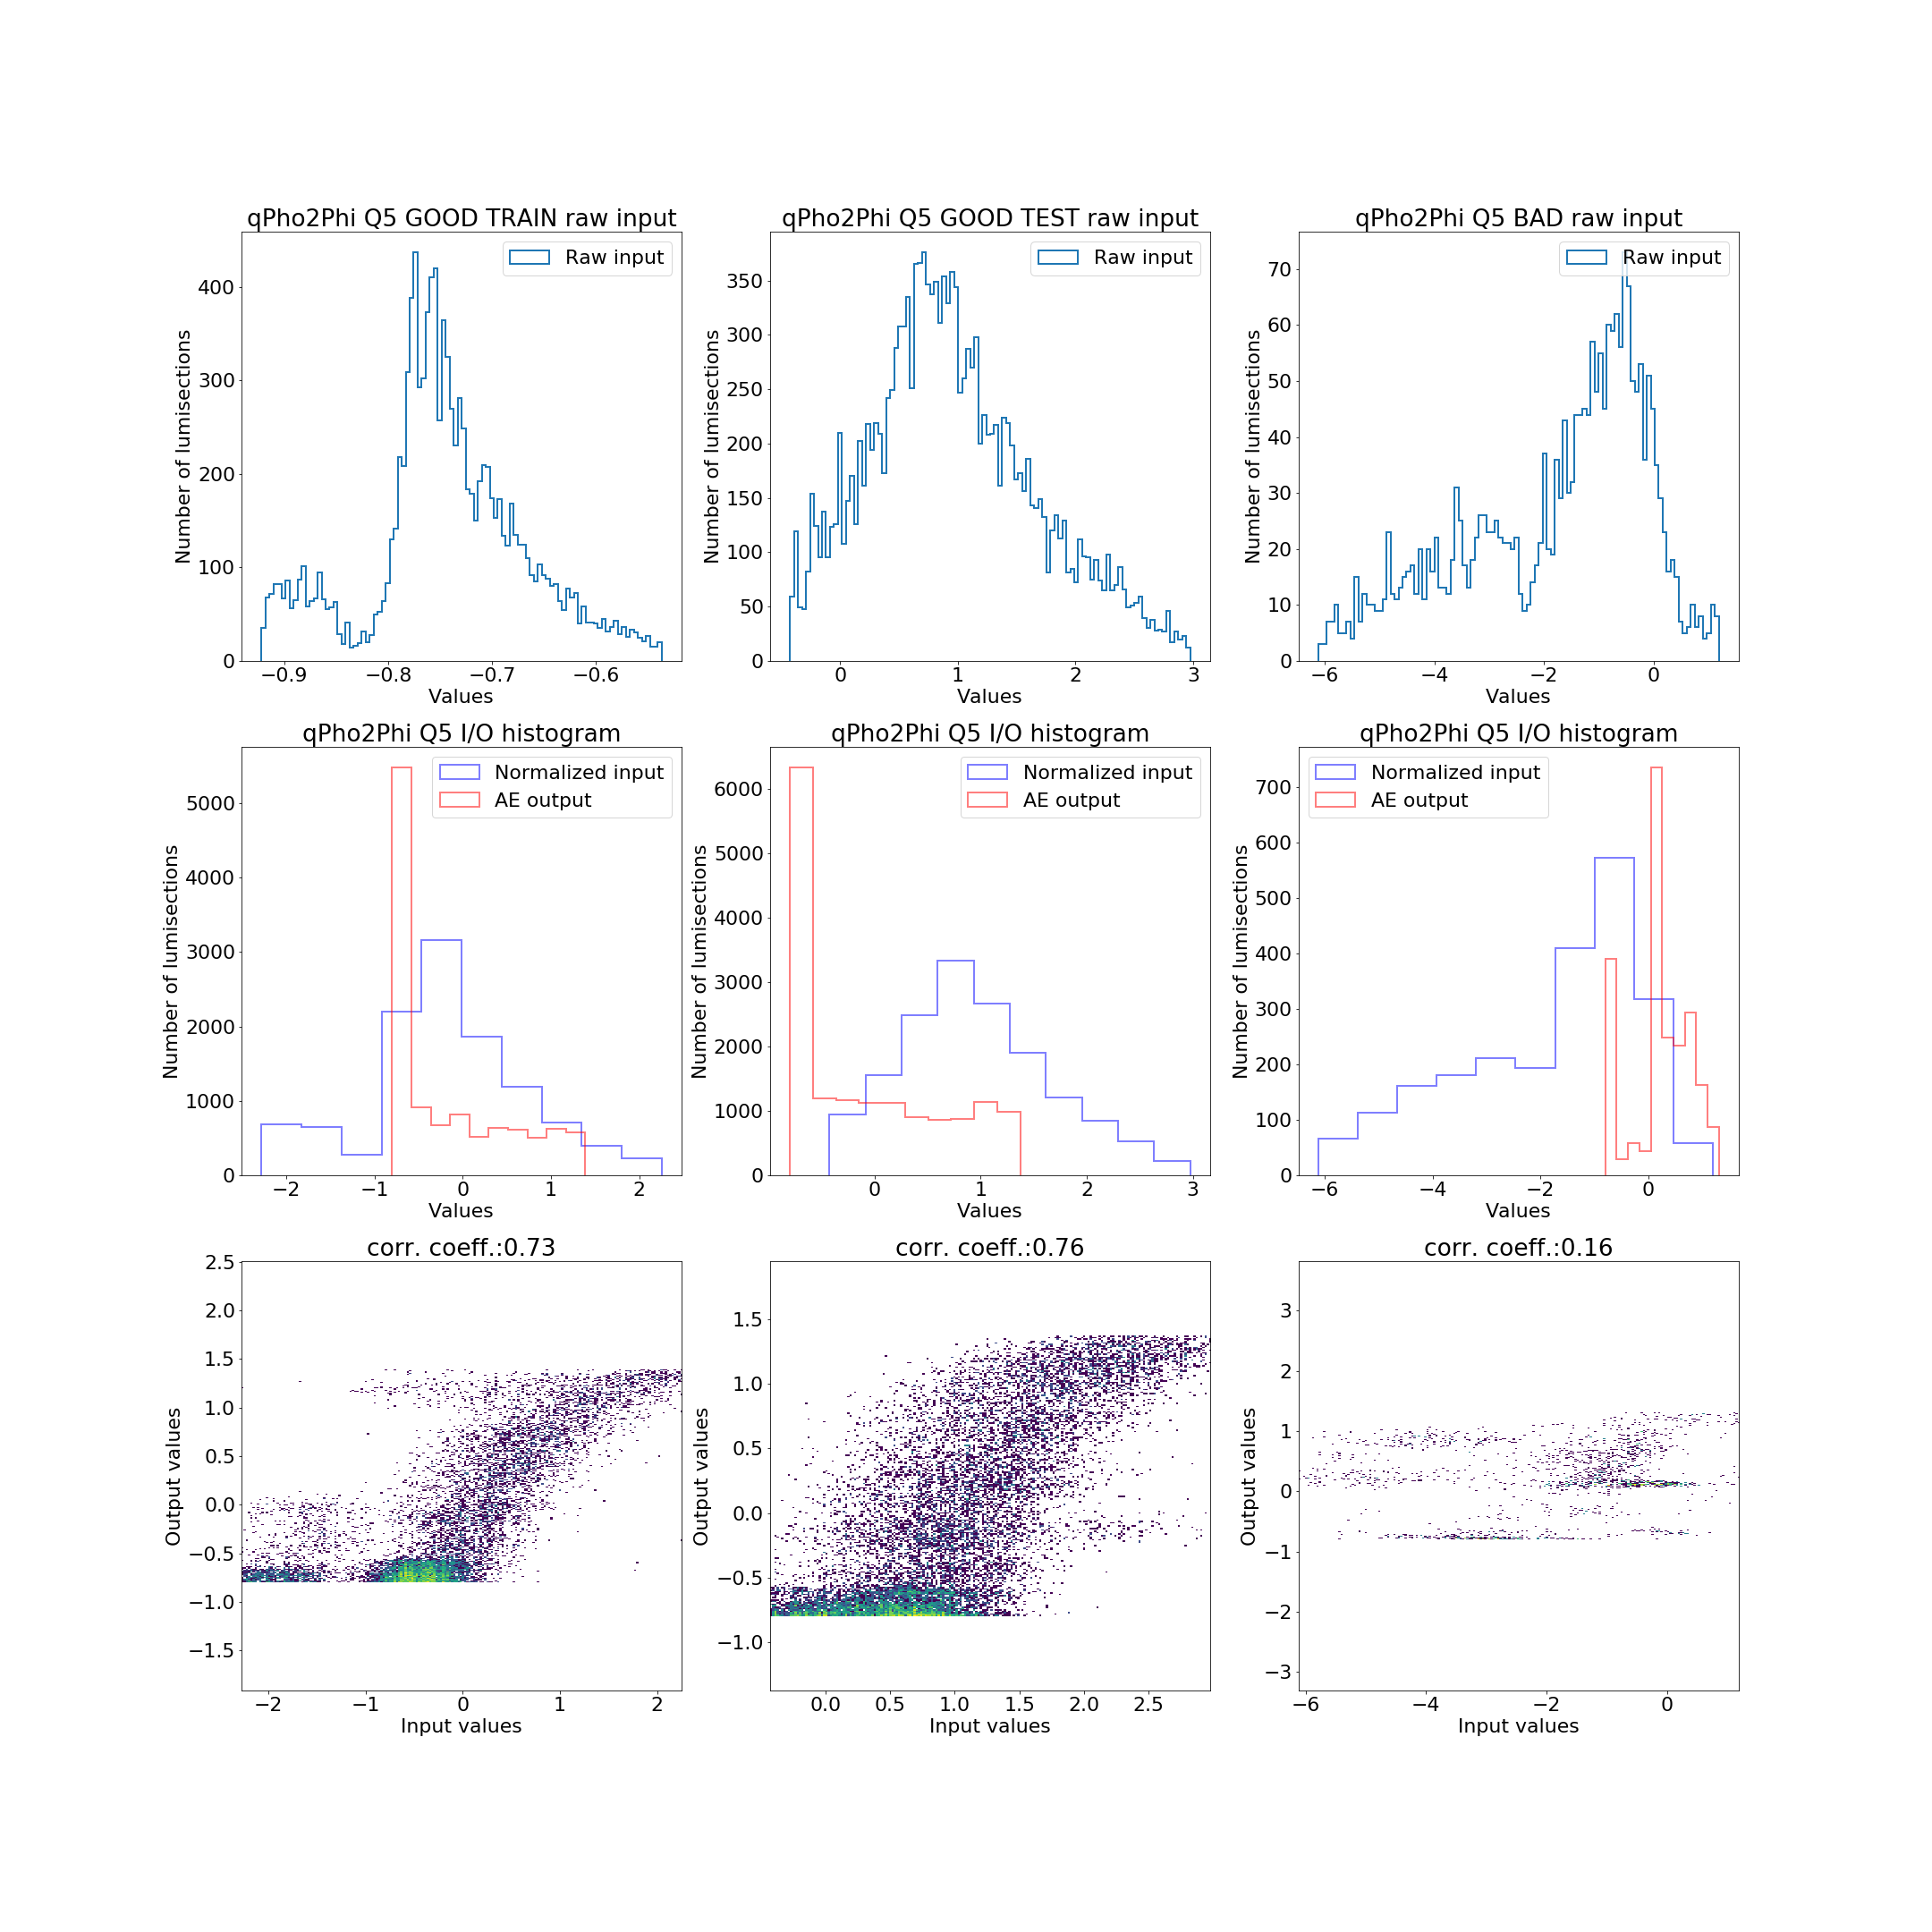 qPho2Phi Q5 GOOD TRAIN raw input
Raw input
Number of lumisections
400
300
200
100
0
−0.9 −0.8 −0.7 −0.6
Values
qPho2Phi Q5 GOOD TEST raw input
Raw input
Number of lumisections
350
300
250
200
150
100
50
0
0 1 2 3
Values
qPho2Phi Q5 BAD raw input
Raw input
Number of lumisections
70
60
50
40
30
20
10
0
−6 −4 −2 0
Values
qPho2Phi Q5 I/O histogram
Normalized input
AE output
Number of lumisections
5000
4000
3000
2000
1000
0
−2 −1 0 1 2
Values
qPho2Phi Q5 I/O histogram
Normalized input
AE output
Number of lumisections
6000
5000
4000
3000
2000
1000
0
0 1 2 3
Values
qPho2Phi Q5 I/O histogram
Normalized input
AE output
Number of lumisections
700
600
500
400
300
200
100
0
−6 −4 −2 0
Values
corr. coeff.:0.73
Output values
2.5
2.0
1.5
1.0
0.5
0.0
−0.5
−1.0
−1.5
−2 −1 0 1 2
Input values
corr. coeff.:0.76
Output values
1.5
1.0
0.5
0.0
−0.5
−1.0
0.0 0.5 1.0 1.5 2.0 2.5
Input values
corr. coeff.:0.16
Output values
3
2
1
0
−1
−2
−3
−6 −4 −2 0
Input values